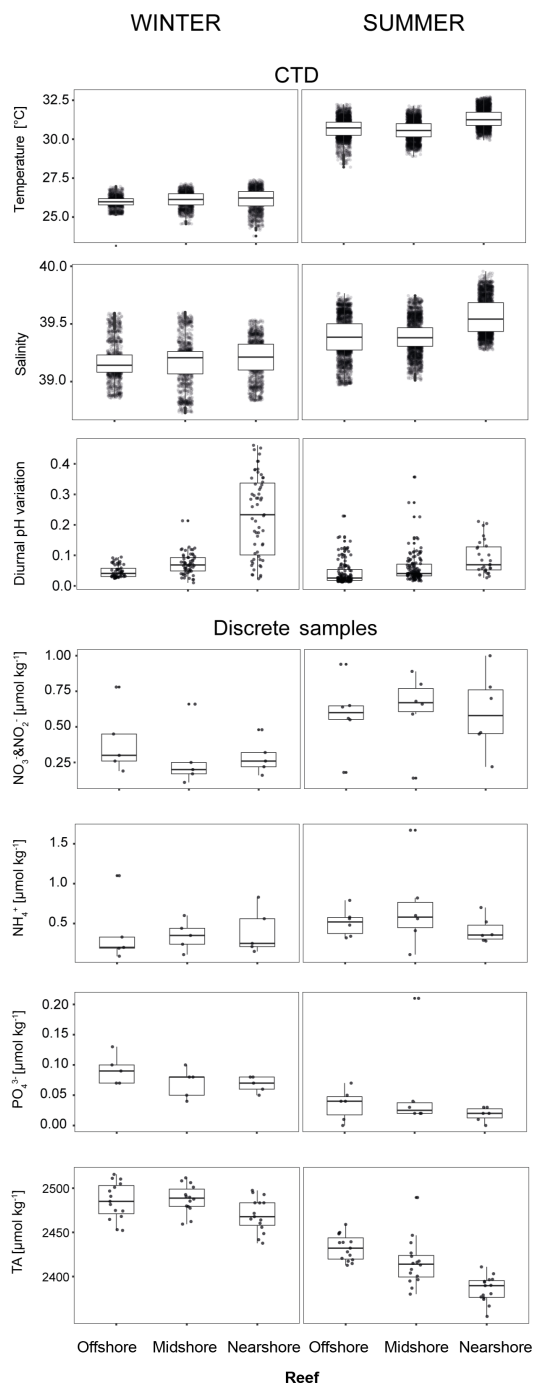 WINTER SUMMER
CTD
Temperature [°C]
32.5
30.0
27.5
25.0
Salinity
40.0
39.5
39.0
Diurnal pH variation
0.4
0.3
0.2
0.1
0.0
Discrete samples
NO₃⁻&NO₂⁻ [µmol kg⁻¹]
1.00
0.75
0.50
0.25
NH₄⁺ [µmol kg⁻¹]
1.5
1.0
0.5
PO₄³⁻ [µmol kg⁻¹]
0.20
0.15
0.10
0.05
0.00
TA [µmol kg⁻¹]
2500
2450
2400
Offshore Midshore Nearshore Offshore Midshore Nearshore
Reef